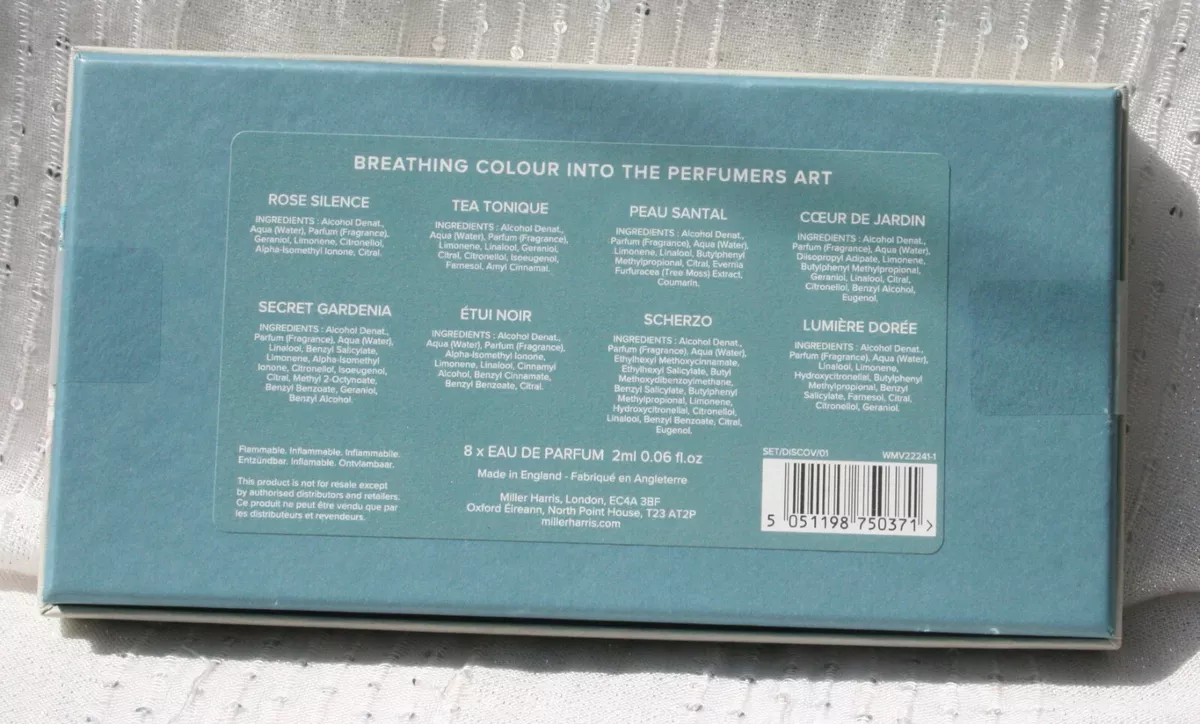 BREATHING COLOUR INTO THE PERFUMERS ART
ROSE SILENCE
INGREDIENTS : Alcohol Denat.,
Aqua (Water), Parfum (Fragrance),
Geraniol, Limonene, Citronellol,
Alpha-Isomethyl Ionone, Citral.
TEA TONIQUE
INGREDIENTS : Alcohol Denat.,
Aqua (Water), Parfum (Fragrance),
Limonene, Linalool, Geraniol,
Citral, Citronellol, Isoeugenol,
Farnesol, Amyl Cinnamal.
PEAU SANTAL
INGREDIENTS : Alcohol Denat.,
Parfum (Fragrance), Aqua (Water),
Limonene, Linalool, Butylphenyl
Methylpropional, Citral, Evernia
Furfuracea (Tree Moss) Extract,
Coumarin.
CŒUR DE JARDIN
INGREDIENTS : Alcohol Denat.,
Parfum (Fragrance), Aqua (Water),
Diisopropyl Adipate, Limonene,
Butylphenyl Methylpropional,
Geraniol, Linalool, Citral,
Citronellol, Benzyl Alcohol,
Eugenol.
SECRET GARDENIA
INGREDIENTS : Alcohol Denat.,
Parfum (Fragrance), Aqua (Water),
Linalool, Benzyl Salicylate,
Limonene, Alpha-Isomethyl
Ionone, Citronellol, Isoeugenol,
Citral, Methyl 2-Octynoate,
Benzyl Benzoate, Geraniol,
Benzyl Alcohol.
ÉTUI NOIR
INGREDIENTS : Alcohol Denat.,
Aqua (Water), Parfum (Fragrance),
Alpha-Isomethyl Ionone,
Limonene, Linalool, Cinnamyl
Alcohol, Benzyl Cinnamate,
Benzyl Benzoate, Citral.
SCHERZO
INGREDIENTS : Alcohol Denat.,
Parfum (Fragrance), Aqua (Water),
Ethylhexyl Methoxycinnamate,
Ethylhexyl Salicylate, Butyl
Methoxydibenzoylmethane,
Benzyl Salicylate, Butylphenyl
Methylpropional, Limonene,
Hydroxycitronellal, Citronellol,
Linalool, Benzyl Benzoate, Citral,
Eugenol.
LUMIÈRE DORÉE
INGREDIENTS : Alcohol Denat.,
Parfum (Fragrance), Aqua (Water),
Linalool, Limonene,
Hydroxycitronellal, Butylphenyl
Methylpropional, Benzyl
Salicylate, Farnesol, Citral,
Citronellol, Geraniol.
Flammable. Inflammable. Infiammabile.
Entzündbar. Inflamable. Ontvlambaar.
This product is not for resale except
by authorised distributors and retailers.
Ce produit ne peut être vendu que par
les distributeurs et revendeurs.
8 x EAU DE PARFUM 2ml 0.06 fl.oz
Made in England - Fabriqué en Angleterre
Miller Harris, London, EC4A 3BF
Oxford Éireann, North Point House, T23 AT2P
millerharris.com
SET/DISCOV/01 WMV22241-1
5 051198 750371 >